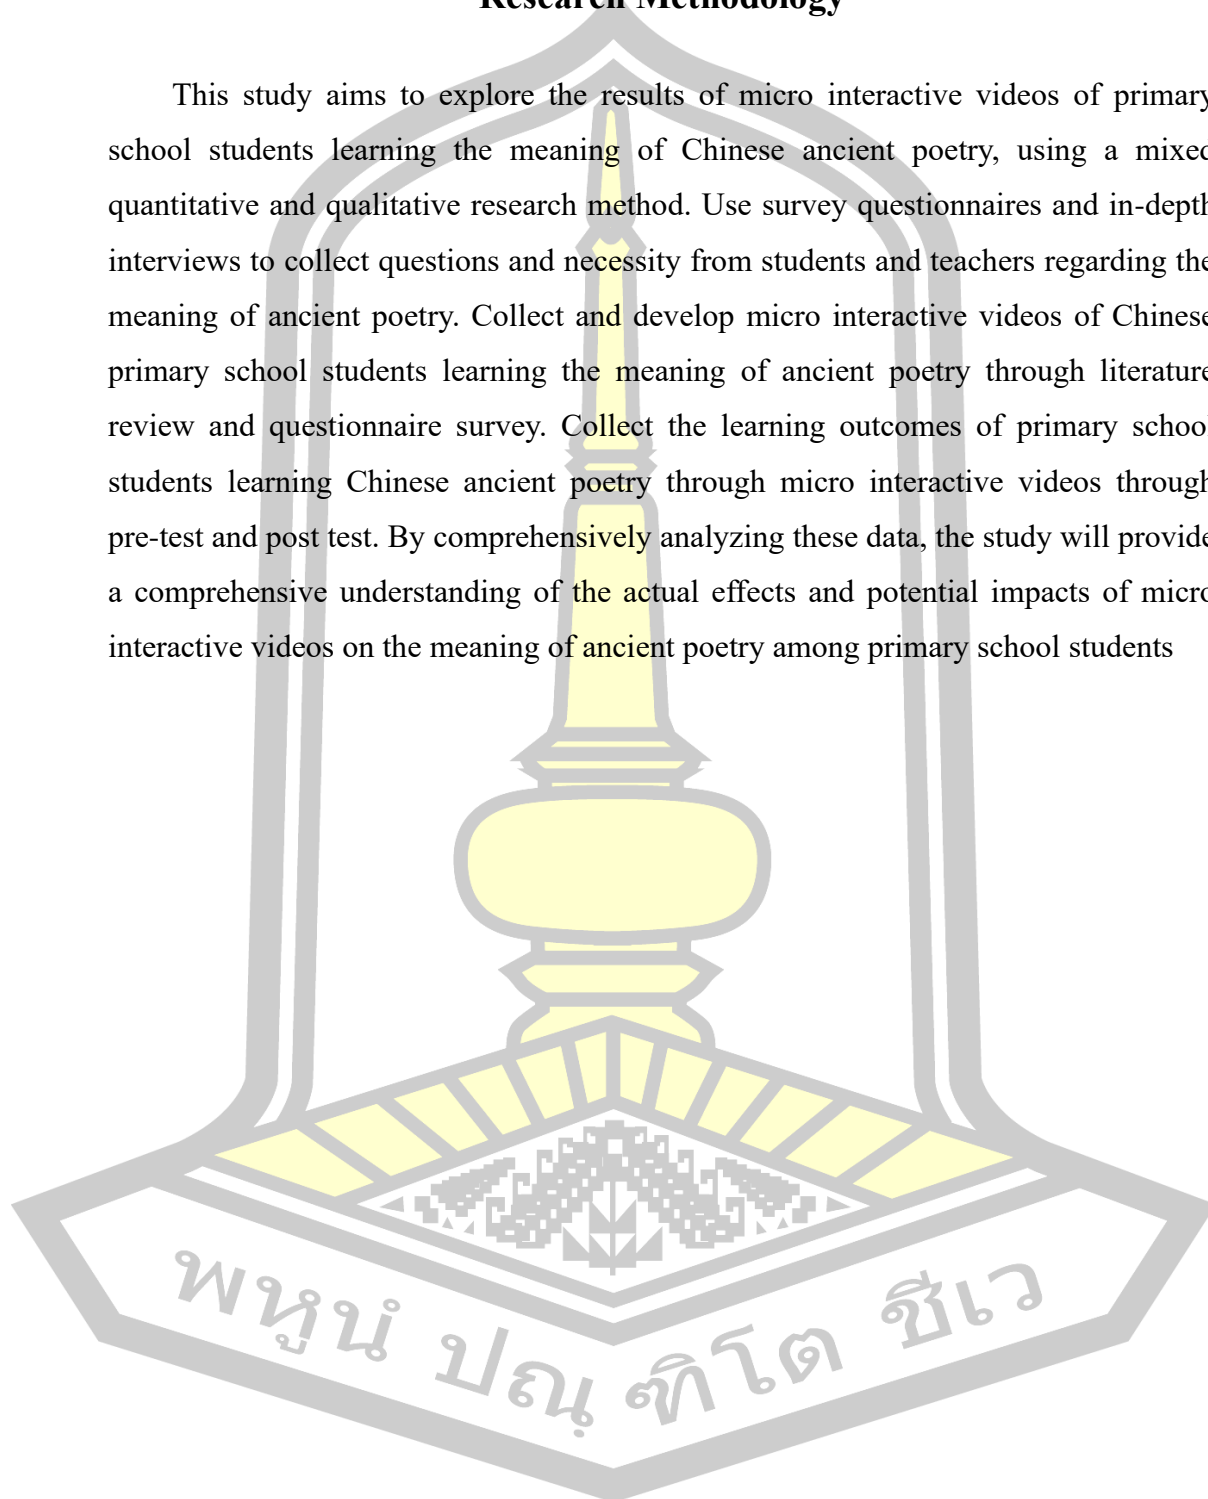 Research Methodology
This study aims to explore the results of micro interactive videos of primary
school students learning the meaning of Chinese ancient poetry, using a mixed
quantitative and qualitative research method. Use survey questionnaires and in-depth
interviews to collect questions and necessity from students and teachers regarding the
meaning of ancient poetry. Collect and develop micro interactive videos of Chinese
primary school students learning the meaning of ancient poetry through literature
review and questionnaire survey. Collect the learning outcomes of primary school
students learning Chinese ancient poetry through micro interactive videos through
pre-test and post test. By comprehensively analyzing these data, the study will provide
a comprehensive understanding of the actual effects and potential impacts of micro
interactive videos on the meaning of ancient poetry among primary school students
พหูนํ ปณฺฑิโต ชีเว